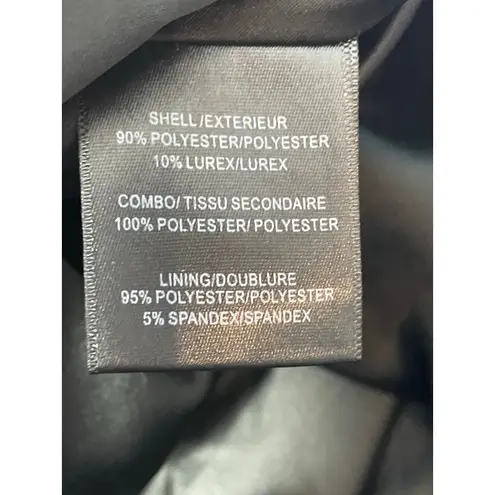 SHELL/EXTERIEUR
90% POLYESTER/POLYESTER
10% LUREX/LUREX
COMBO/ TISSU SECONDAIRE
100% POLYESTER/ POLYESTER
LINING/DOUBLURE
95% POLYESTER/POLYESTER
5% SPANDEX/SPANDEX